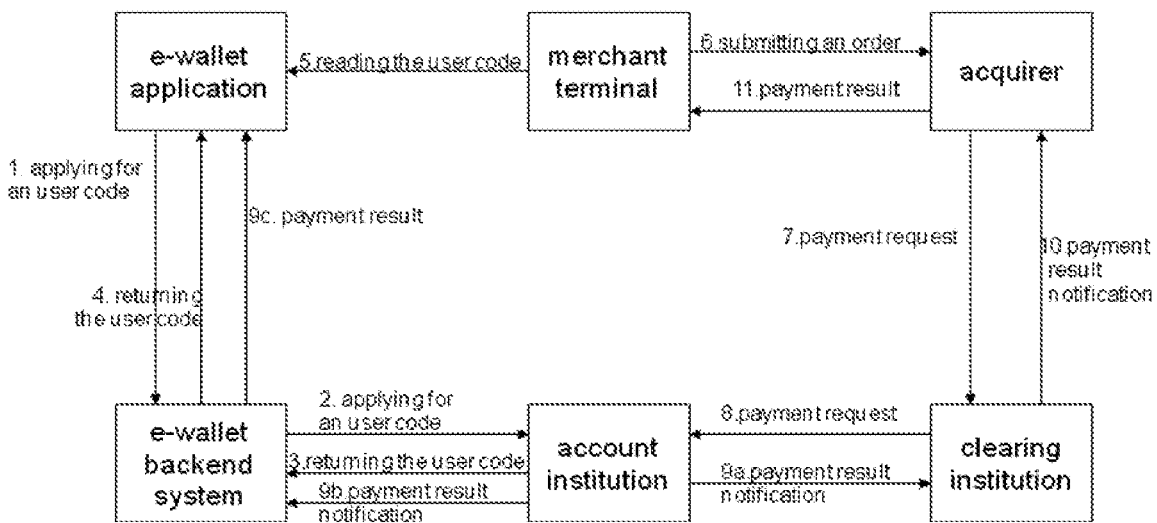 e-wallet
application
5.reading the user code
merchant
terminal
6.submitting an order
11.payment result
acquirer
1. applying for
an user code
9c. payment result
4. returning
the user code
7.payment request
10.payment
result
notification
e-wallet
backend
system
2. applying for
an user code
3.returning the user code
9b.payment result
notification
account
institution
8.payment request
9a.payment result
notification
clearing
institution